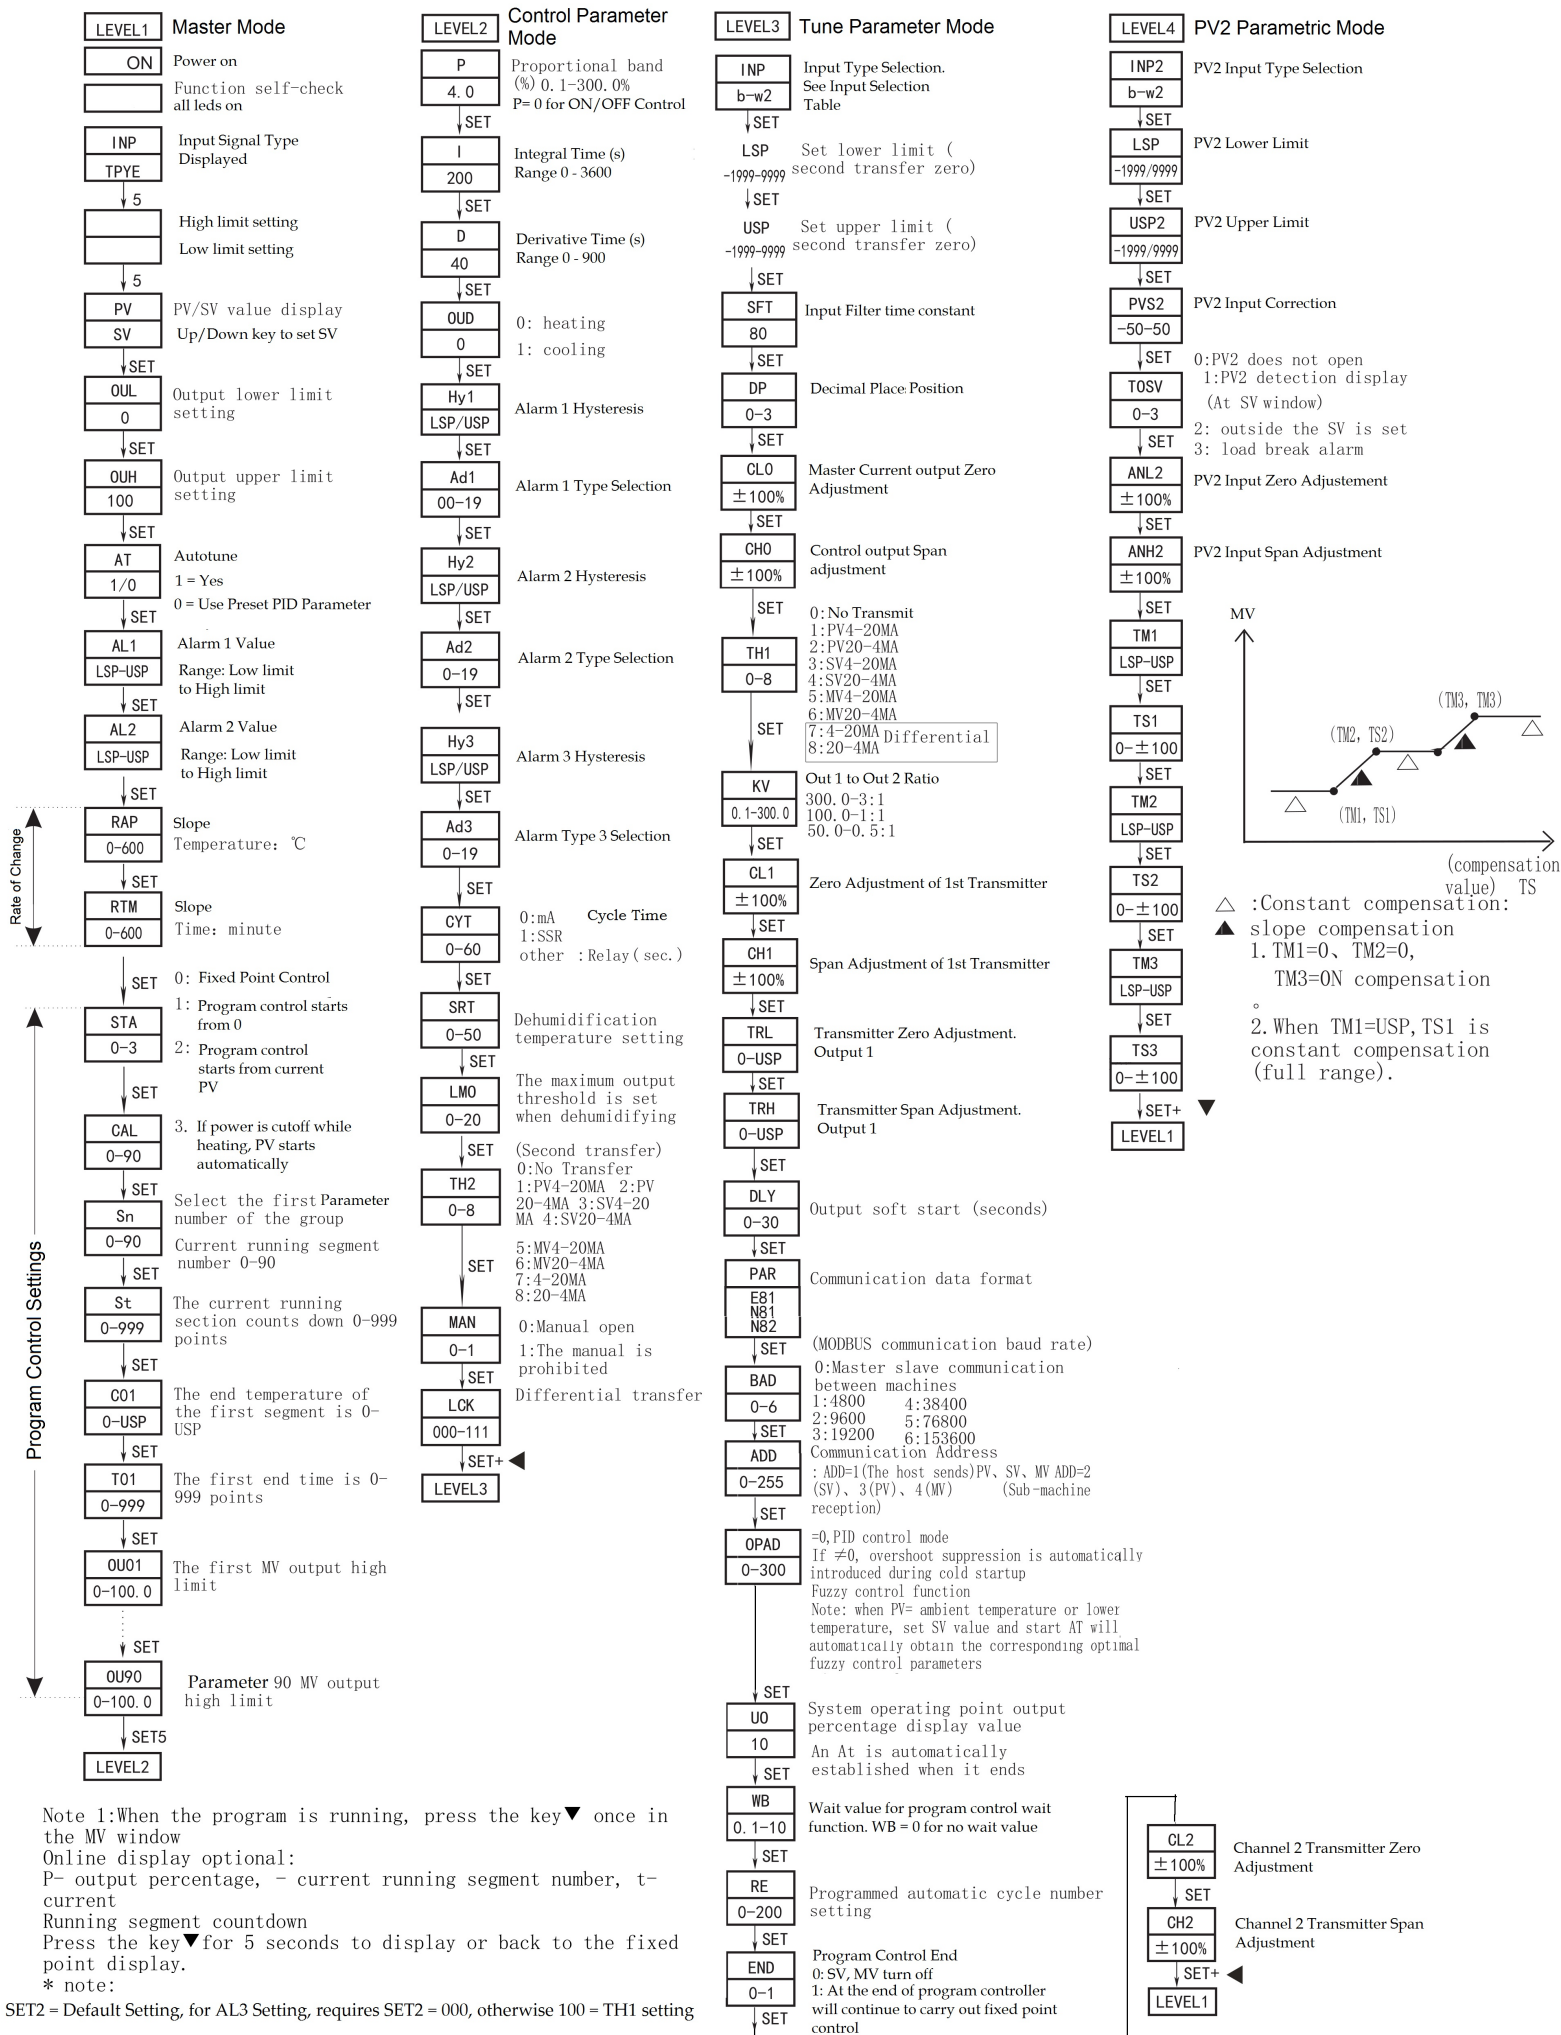 LEVEL1 Master Mode
ON Power on
Function self-check
all leds on
INP
TPYE
Input Signal Type
Displayed
5
High limit setting
Low limit setting
5
PV
SV
PV/SV value display
Up/Down key to set SV
SET
OUL
0
Output lower limit
setting
SET
OUH
100
Output upper limit
setting
SET
AT
1/0
Autotune
1 = Yes
0 = Use Preset PID Parameter
SET
AL1
LSP-USP
Alarm 1 Value
Range: Low limit
to High limit
SET
AL2
LSP-USP
Alarm 2 Value
Range: Low limit
to High limit
SET
Rate of Change
RAP
0-600
Slope
Temperature: ℃
SET
RTM
0-600
Slope
Time: minute
SET
Program Control Settings
STA
0-3
0: Fixed Point Control
1: Program control starts
from 0
2: Program control
starts from current
PV
SET
CAL
0-90
3. If power is cutoff while
heating, PV starts
automatically
SET
Sn
0-90
Select the first Parameter
number of the group
Current running segment
number 0-90
SET
St
0-999
The current running
section counts down 0-999
points
SET
C01
0-USP
The end temperature of
the first segment is 0-
USP
SET
T01
0-999
The first end time is 0-
999 points
SET
OU01
0-100.0
The first MV output high
limit
SET
OU90
0-100.0
Parameter 90 MV output
high limit
SET5
LEVEL2
Note 1:When the program is running, press the key▼ once in
the MV window
Online display optional:
P- output percentage, - current running segment number, t-
current
Running segment countdown
Press the key▼for 5 seconds to display or back to the fixed
point display.
* note:
SET2 = Default Setting, for AL3 Setting, requires SET2 = 000, otherwise 100 = TH1 setting
LEVEL2 Control Parameter
Mode
P
4.0
Proportional band
(%) 0.1-300.0%
P= 0 for ON/OFF Control
SET
I
200
Integral Time (s)
Range 0 - 3600
SET
D
40
Derivative Time (s)
Range 0 - 900
SET
OUD
0
0: heating
1: cooling
SET
Hy1
LSP/USP
Alarm 1 Hysteresis
SET
Ad1
00-19
Alarm 1 Type Selection
SET
Hy2
LSP/USP
Alarm 2 Hysteresis
SET
Ad2
0-19
Alarm 2 Type Selection
SET
Hy3
LSP/USP
Alarm 3 Hysteresis
SET
Ad3
0-19
Alarm Type 3 Selection
SET
CYT
0-60
0:mA Cycle Time
1:SSR
other :Relay(sec.)
SET
SRT
0-50
Dehumidification
temperature setting
SET
LMO
0-20
The maximum output
threshold is set
when dehumidifying
SET
TH2
0-8
(Second transfer)
0:No Transfer
1:PV4-20MA 2:PV
20-4MA 3:SV4-20
MA 4:SV20-4MA
SET
5:MV4-20MA
6:MV20-4MA
7:4-20MA
8:20-4MA
MAN
0-1
0:Manual open
1:The manual is
prohibited
SET
LCK
000-111
Differential transfer
SET+ ◀
LEVEL3
LEVEL3 Tune Parameter Mode
INP
b-w2
Input Type Selection.
See Input Selection
Table
SET
LSP
-1999-9999
Set lower limit (
second transfer zero)
SET
USP
-1999-9999
Set upper limit (
second transfer zero)
SET
SFT
80
Input Filter time constant
SET
DP
0-3
Decimal Place: Position
SET
CLO
±100%
Master Current output Zero
Adjustment
SET
CHO
±100%
Control output Span
adjustment
SET
TH1
0-8
0:No Transmit
1:PV4-20MA
2:PV20-4MA
3:SV4-20MA
4:SV20-4MA
5:MV4-20MA
6:MV20-4MA
7:4-20MA
8:20-4MA
Differential
SET
KV
0.1-300.0
Out 1 to Out 2 Ratio
300.0-3:1
100.0-1:1
50.0-0.5:1
SET
CL1
±100%
Zero Adjustment of 1st Transmitter
SET
CH1
±100%
Span Adjustment of 1st Transmitter
SET
TRL
0-USP
Transmitter Zero Adjustment.
Output 1
SET
TRH
0-USP
Transmitter Span Adjustment.
Output 1
SET
DLY
0-30
Output soft start (seconds)
SET
PAR
E81
N81
N82
Communication data format
SET
(MODBUS communication baud rate)
BAD
0-6
0:Master slave communication
between machines
1:4800 4:38400
2:9600 5:76800
3:19200 6:153600
SET
ADD
0-255
Communication Address
: ADD=1(The host sends)PV、SV、MV ADD=2
(SV)、3(PV)、4(MV) (Sub-machine
reception)
SET
OPAD
0-300
=0,PID control mode
If ≠0, overshoot suppression is automatically
introduced during cold startup
Fuzzy control function
Note: when PV= ambient temperature or lower
temperature, set SV value and start AT will
automatically obtain the corresponding optimal
fuzzy control parameters
SET
UO
10
System operating point output
percentage display value
An At is automatically
established when it ends
SET
WB
0.1-10
Wait value for program control wait
function. WB = 0 for no wait value
SET
RE
0-200
Programmed automatic cycle number
setting
SET
END
0-1
Program Control End
0: SV, MV turn off
1: At the end of program controller
will continue to carry out fixed point
control
SET
LEVEL4 PV2 Parametric Mode
INP2
b-w2
PV2 Input Type Selection
SET
LSP
-1999/9999
PV2 Lower Limit
SET
USP2
-1999/9999
PV2 Upper Limit
SET
PVS2
-50-50
PV2 Input Correction
SET
TOSV
0-3
0:PV2 does not open
1:PV2 detection display
(At SV window)
2: outside the SV is set
3: load break alarm
SET
ANL2
±100%
PV2 Input Zero Adjustement
SET
ANH2
±100%
PV2 Input Span Adjustment
SET
TM1
LSP-USP
SET
TS1
0-±100
SET
TM2
LSP-USP
SET
TS2
0-±100
SET
TM3
LSP-USP
SET
TS3
0-±100
SET+ ▼
LEVEL1
MV
(TM3, TM3)
(TM2, TS2)
(TM1, TS1)
(compensation
value) TS
△ :Constant compensation:
▲ slope compensation
1.TM1=0、TM2=0,
TM3=ON compensation
。
2.When TM1=USP,TS1 is
constant compensation
(full range).
CL2
±100%
Channel 2 Transmitter Zero
Adjustment
SET
CH2
±100%
Channel 2 Transmitter Span
Adjustment
SET+ ◀
LEVEL1